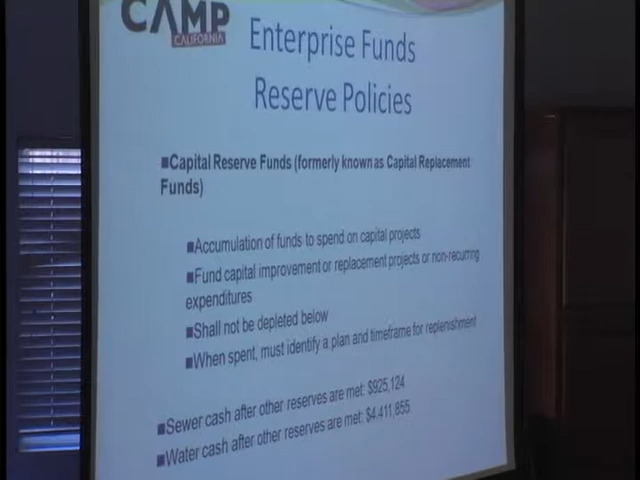 CAMP
CALIFORNIA
Enterprise Funds
Reserve Policies
■Capital Reserve Funds (formerly known as Capital Replacement
Funds)
■Accumulation of funds to spend on capital projects
■Fund capital improvement or replacement projects or non-recurring
expenditures
■Shall not be depleted below
■When spent, must identify a plan and timeframe for replenishment
■Sewer cash after other reserves are met: $925,124
■Water cash after other reserves are met: $4,411,855